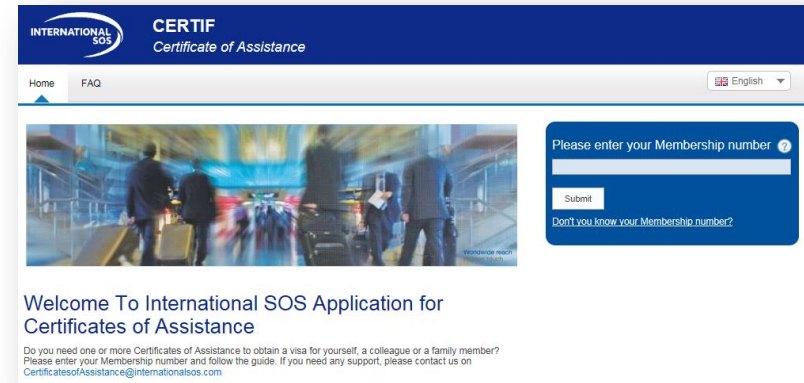 INTERNATIONAL
SOS
CERTIF
Certificate of Assistance
Home FAQ
English
Please enter your Membership number ?
Submit
Don't you know your Membership number?
Worldwide reach
Human touch
Welcome To International SOS Application for
Certificates of Assistance
Do you need one or more Certificates of Assistance to obtain a visa for yourself, a colleague or a family member?
Please enter your Membership number and follow the guide. If you need any support, please contact us on
CertificatesofAssistance@internationalsos.com